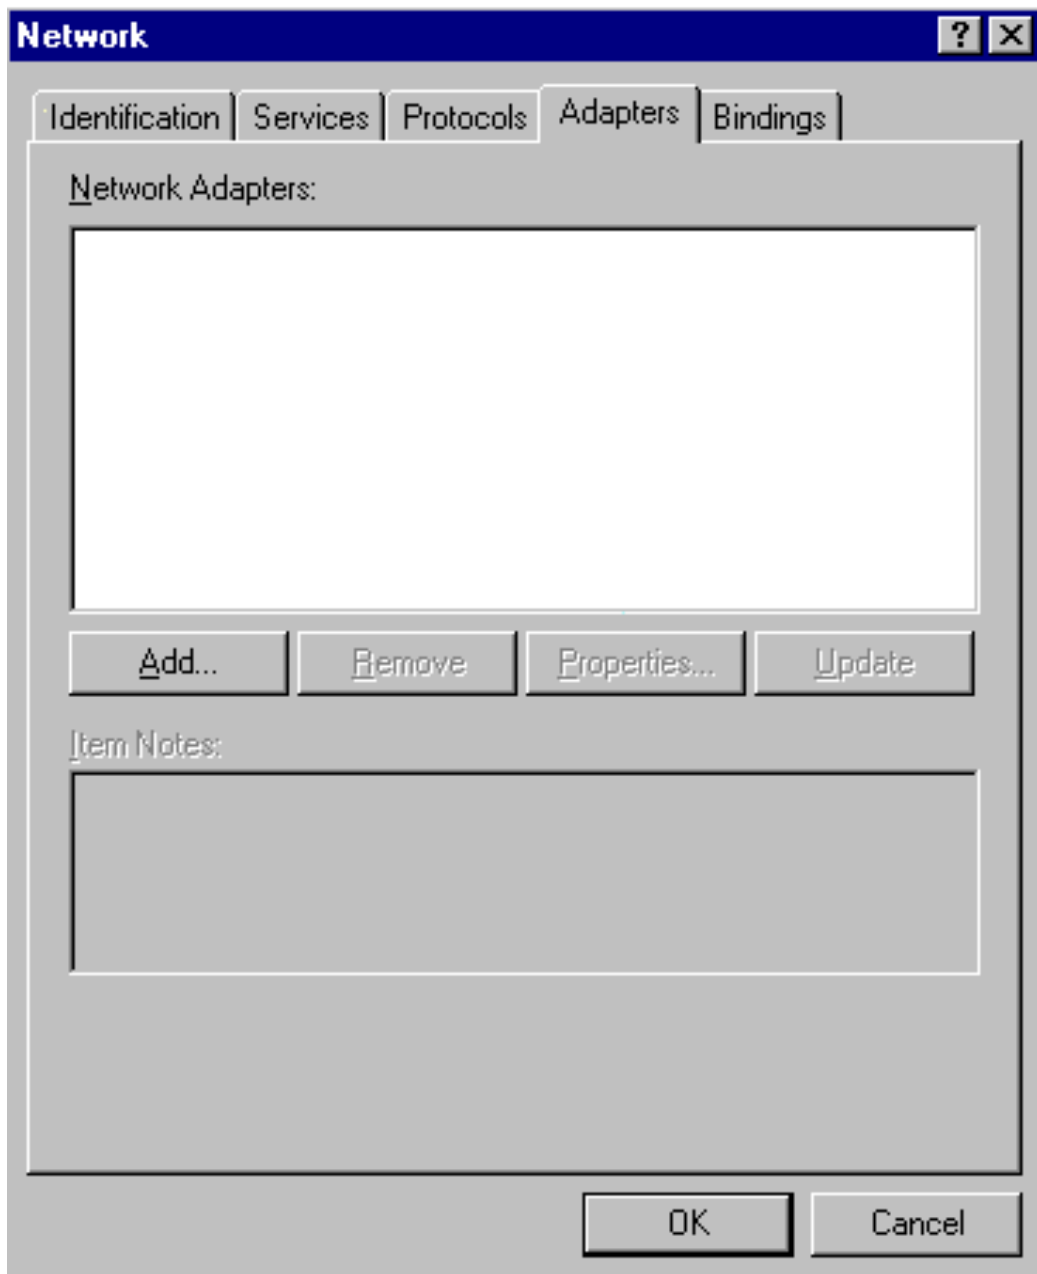 Network
Identification Services Protocols Adapters Bindings
Network Adapters:
Add... Remove Properties... Update
Item Notes:
OK Cancel